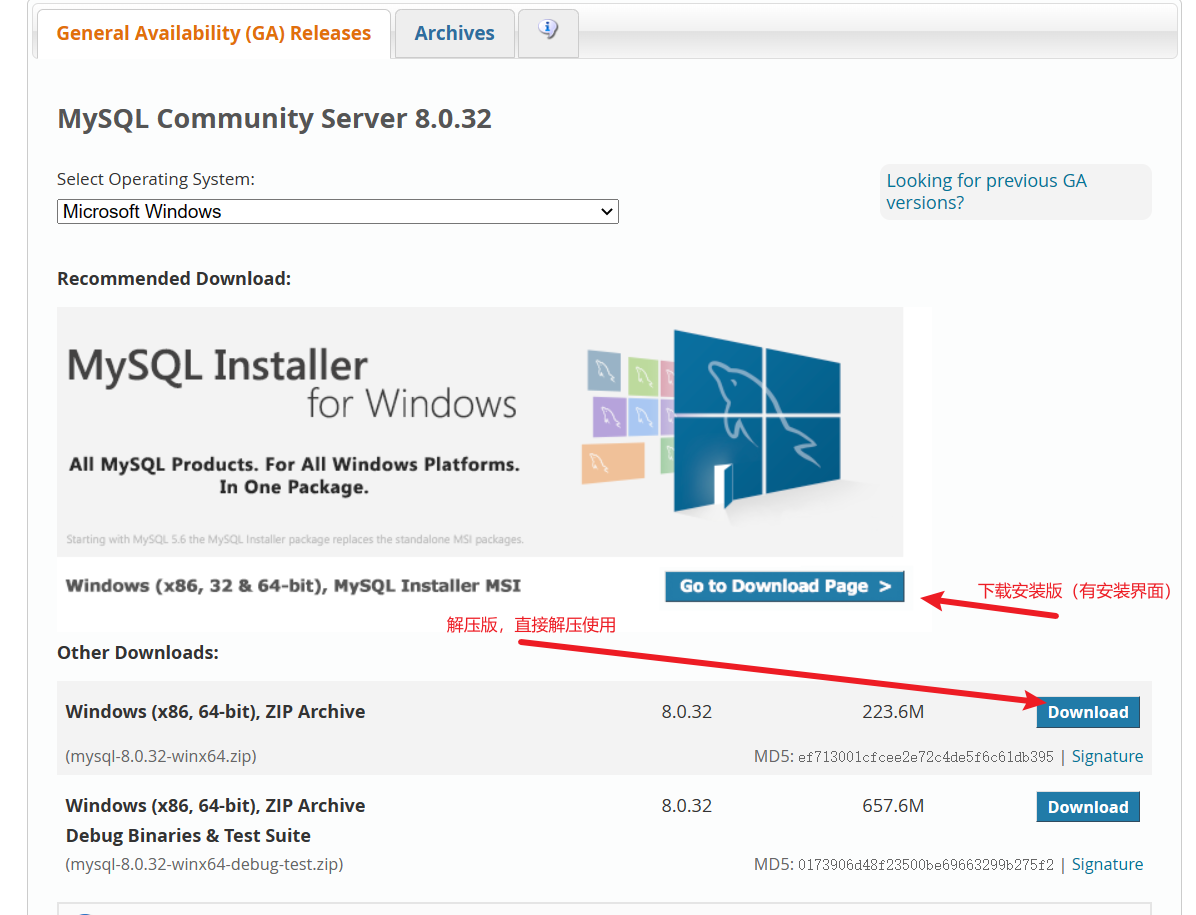 General Availability (GA) Releases
Archives
MySQL Community Server 8.0.32
Select Operating System:
Microsoft Windows
Looking for previous GA
versions?
Recommended Download:
MySQL Installer
for Windows
All MySQL Products. For All Windows Platforms.
In One Package.
Starting with MySQL 5.6 the MySQL Installer package replaces the standalone MSI packages.
Windows (x86, 32 & 64-bit), MySQL Installer MSI
Go to Download Page >
下载安装版（有安装界面）
解压版，直接解压使用
Other Downloads:
Windows (x86, 64-bit), ZIP Archive
8.0.32
223.6M
Download
(mysql-8.0.32-winx64.zip)
MD5: ef713001cfcee2e72c4de5f6c61db395 | Signature
Windows (x86, 64-bit), ZIP Archive
8.0.32
657.6M
Download
Debug Binaries & Test Suite
(mysql-8.0.32-winx64-debug-test.zip)
MD5: 0173906d48f23500be69663299b275f2 | Signature